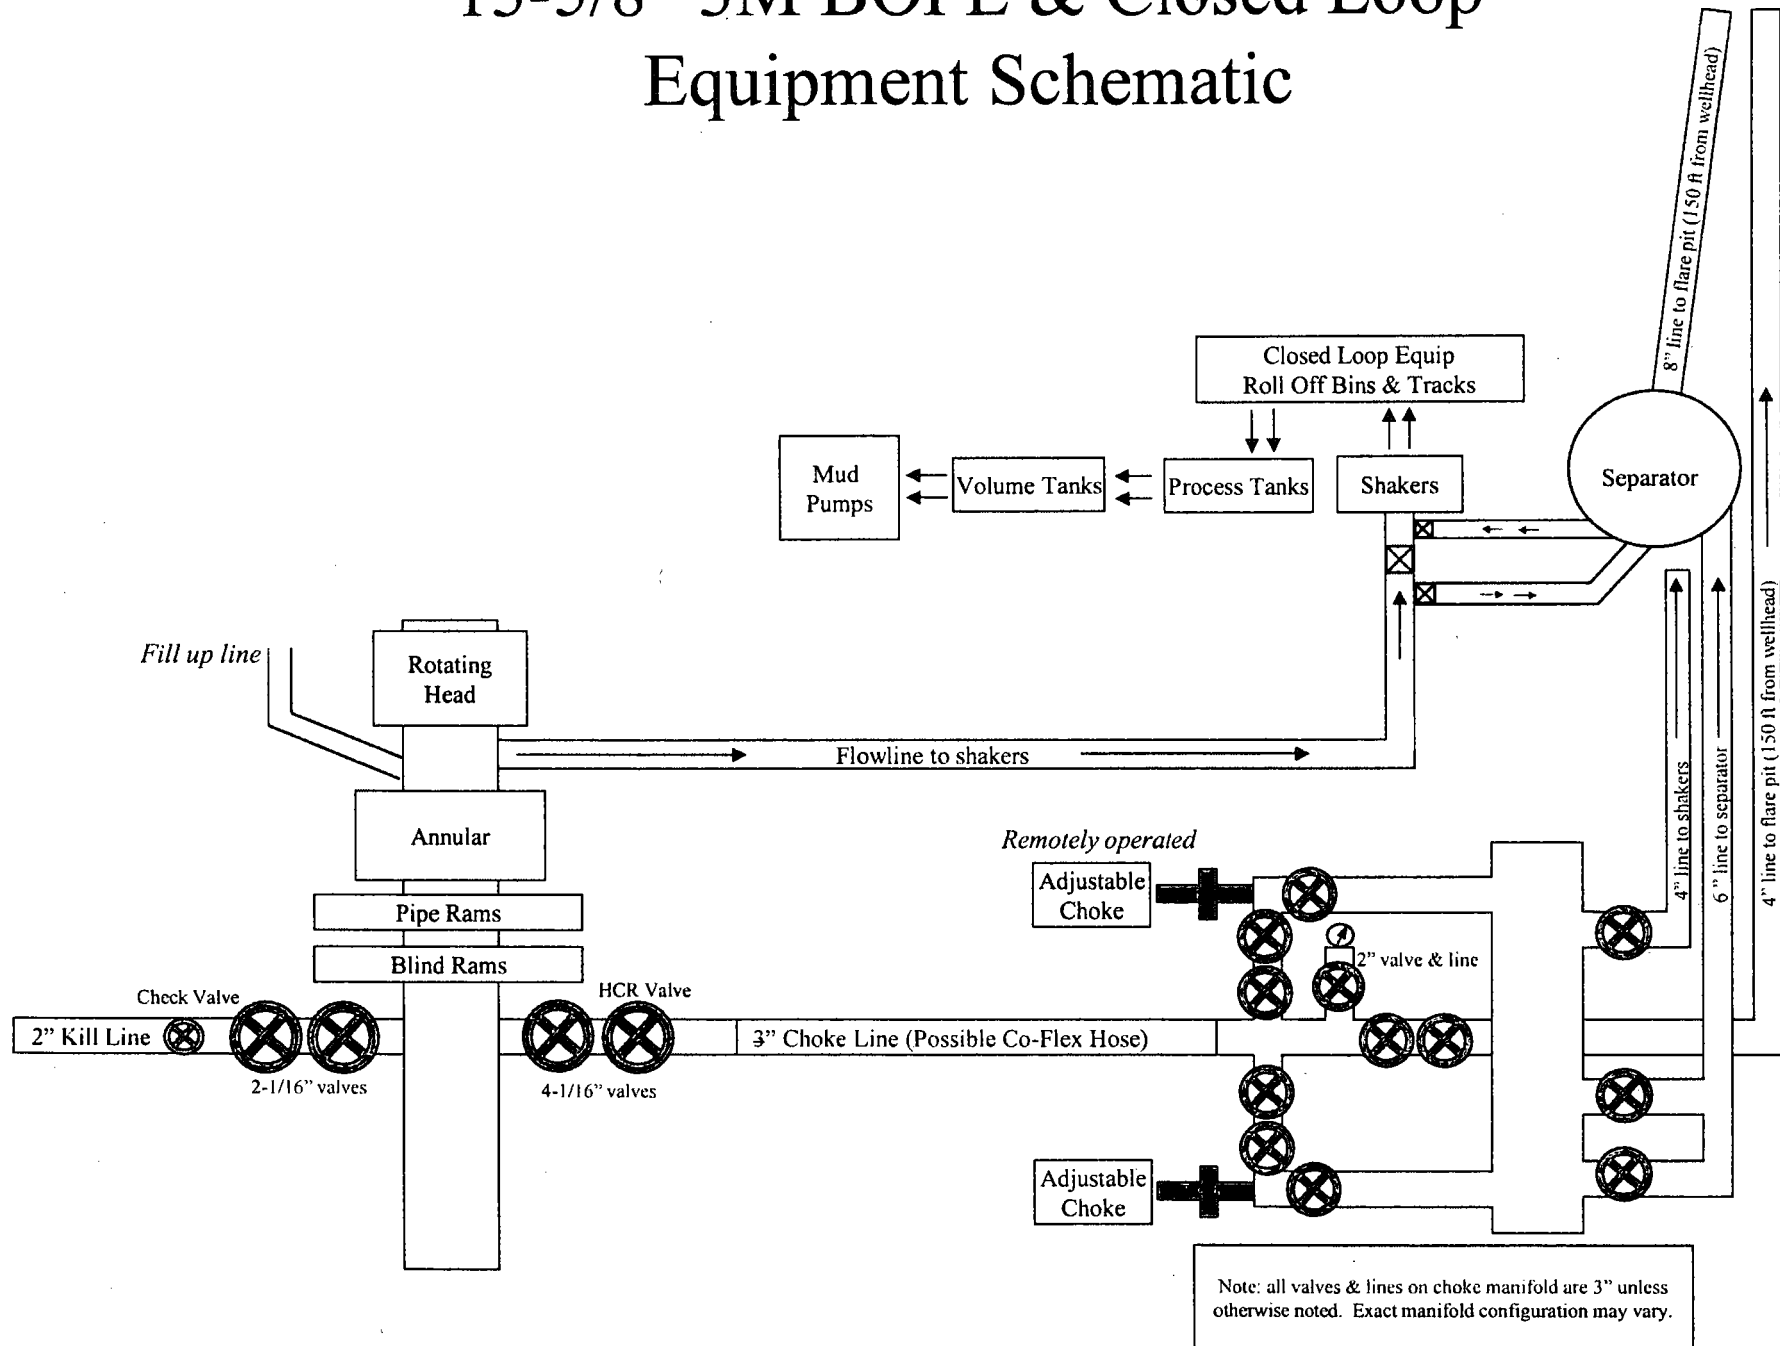 Equipment Schematic
8” line to flare pit (150 ft from wellhead)
Closed Loop Equip
Roll Off Bins & Tracks
Mud
Pumps
Volume Tanks
Process Tanks
Shakers
Separator
Fill up line
Rotating
Head
Flowline to shakers
Annular
Pipe Rams
Blind Rams
Check Valve
HCR Valve
2” Kill Line
3” Choke Line (Possible Co-Flex Hose)
2-1/16” valves
4-1/16” valves
Remotely operated
Adjustable
Choke
2” valve & line
Adjustable
Choke
4” line to shakers
6” line to separator
4” line to flare pit (150 ft from wellhead)
Note: all valves & lines on choke manifold are 3” unless
otherwise noted. Exact manifold configuration may vary.